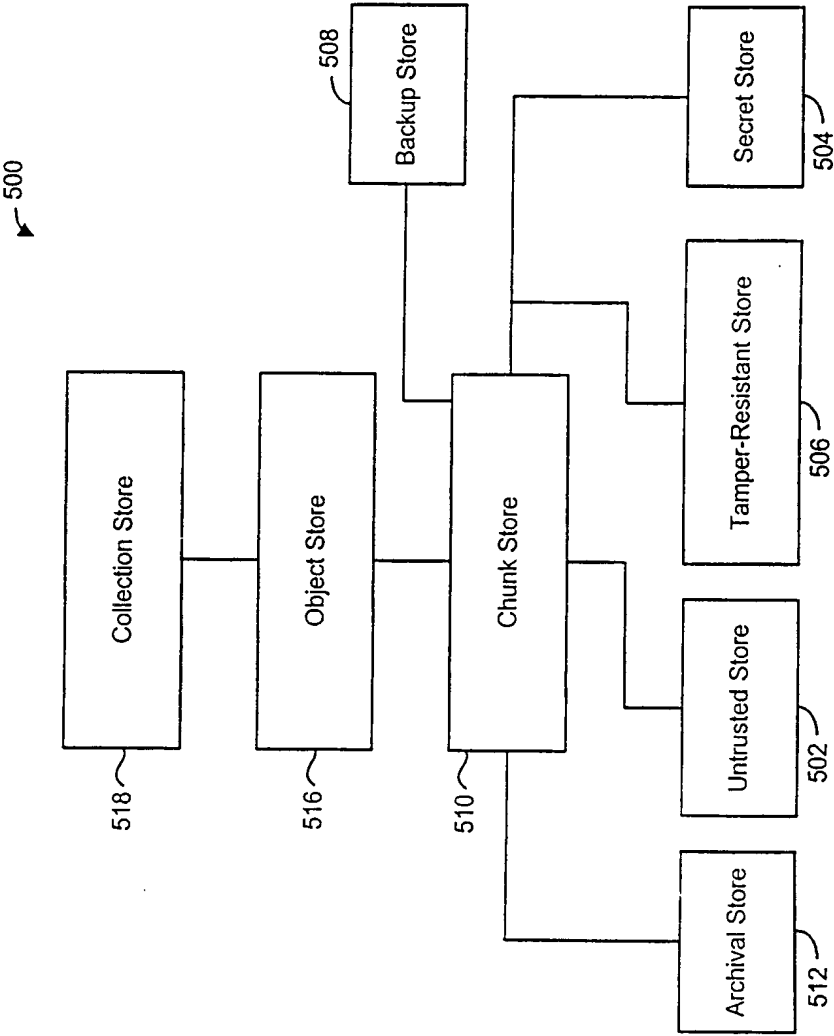 500
Collection Store
518
Object Store
516
Backup Store
508
Chunk Store
510
Archival Store
512
Untrusted Store
502
Tamper-Resistant Store
506
Secret Store
504